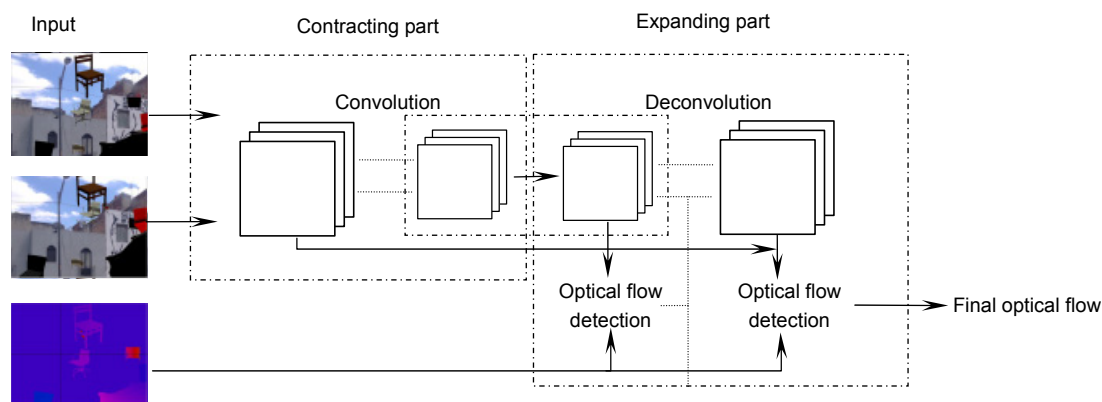 Input
Contracting part
Expanding part
Convolution
Deconvolution
Optical flow
detection
Optical flow
detection
Final optical flow